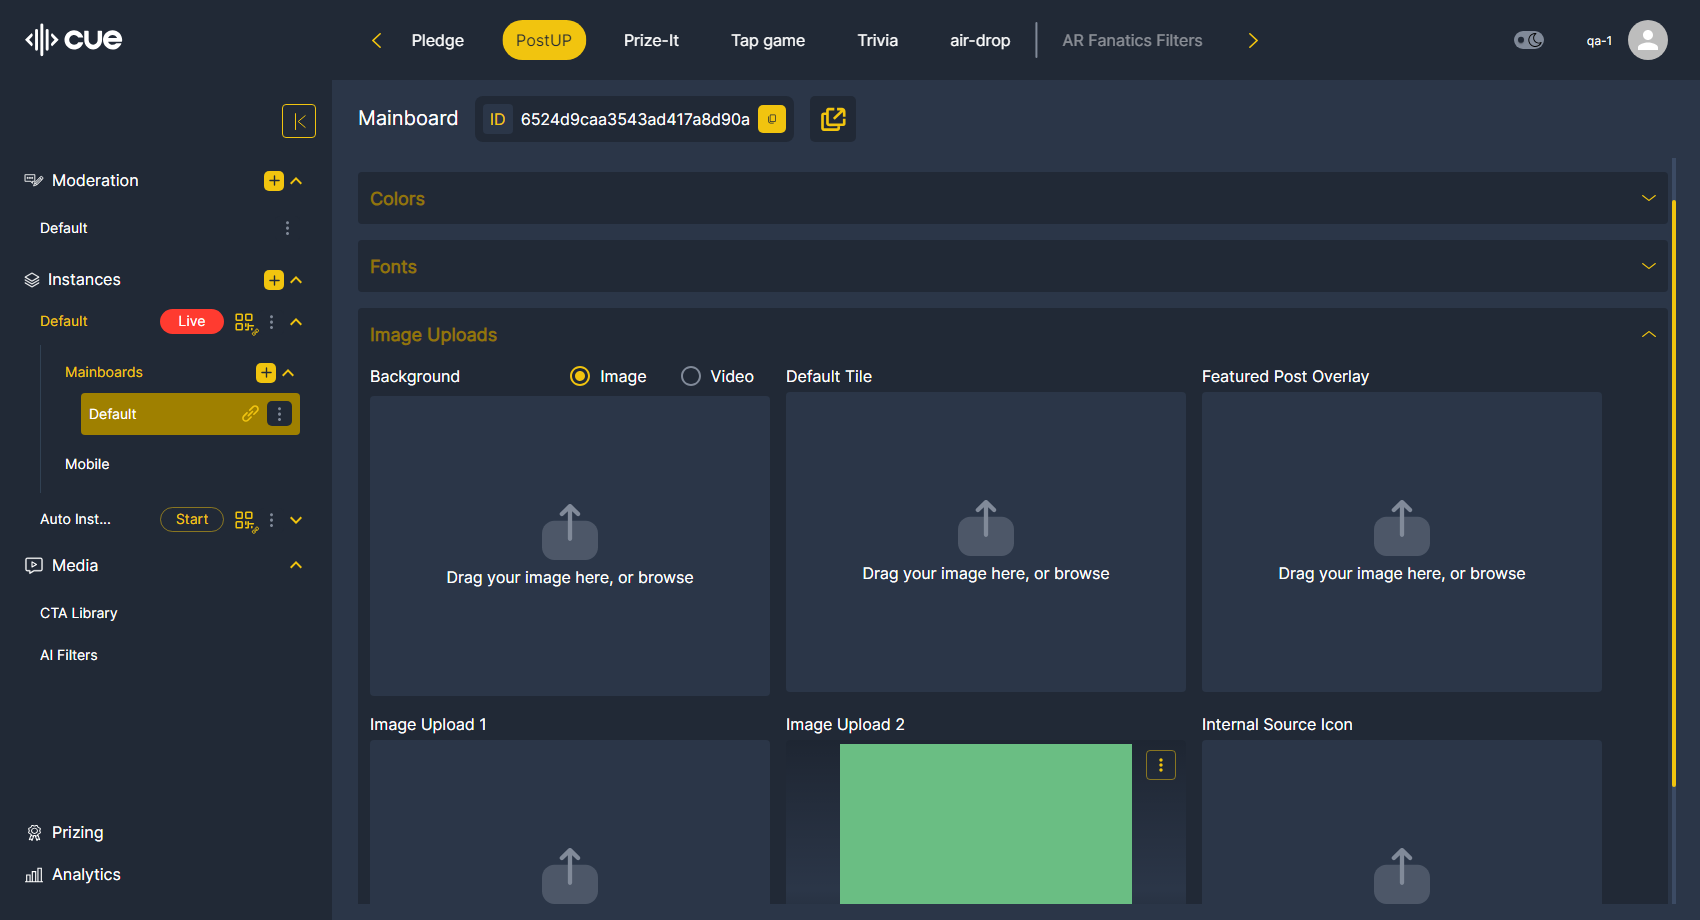 cue
Pledge
PostUP
Prize-It
Tap game
Trivia
air-drop
AR Fanatics Filters
qa-1
Mainboard
ID 6524d9caa3543ad417a8d90a
Moderation
Default
Instances
Default Live
Mainboards
Default
Mobile
Auto Inst... Start
Media
CTA Library
AI Filters
Prizing
Analytics
Colors
Fonts
Image Uploads
Background Image Video
Default Tile
Featured Post Overlay
Drag your image here, or browse
Drag your image here, or browse
Drag your image here, or browse
Image Upload 1
Image Upload 2
Internal Source Icon